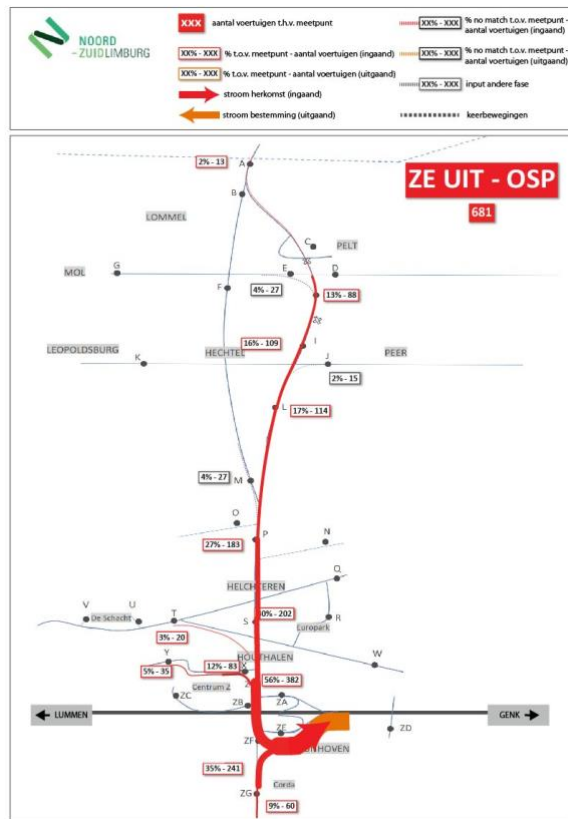 NOORD
-ZUIDLIMBURG
XXX aantal voertuigen t.h.v. meetpunt
XX% - XXX % t.o.v. meetpunt - aantal voertuigen (ingaand)
XX% - XXX % t.o.v. meetpunt - aantal voertuigen (uitgaand)
stroom herkomst (ingaand)
stroom bestemming (uitgaand)
XX% - XXX % no match t.o.v. meetpunt -
aantal voertuigen (ingaand)
XX% - XXX % no match t.o.v. meetpunt -
aantal voertuigen (uitgaand)
XX% - XXX input andere fase
keerbewegingen
ZE UIT - OSP
681
2% - 13
A
B
LOMMEL
C
PELT
MOL
G
E
D
4% - 27
F
13% - 88
16% - 109
I
LEOPOLDSBURG
HECHTEL
J
PEER
K
2% - 15
17% - 114
L
4% - 27
M
O
P
N
27% - 183
Q
HELCHTEREN
V
U
T
De Schacht
S
0% - 202
R
Europark
3% - 20
Y
HOUTHALEN
W
12% - 83
X
5% - 35
56% - 382
ZC
Centrum Z
ZB
ZA
LUMMEN
GENK
ZE
ZD
ZF
NHOVEN
35% - 241
Corda
ZG
9% - 60